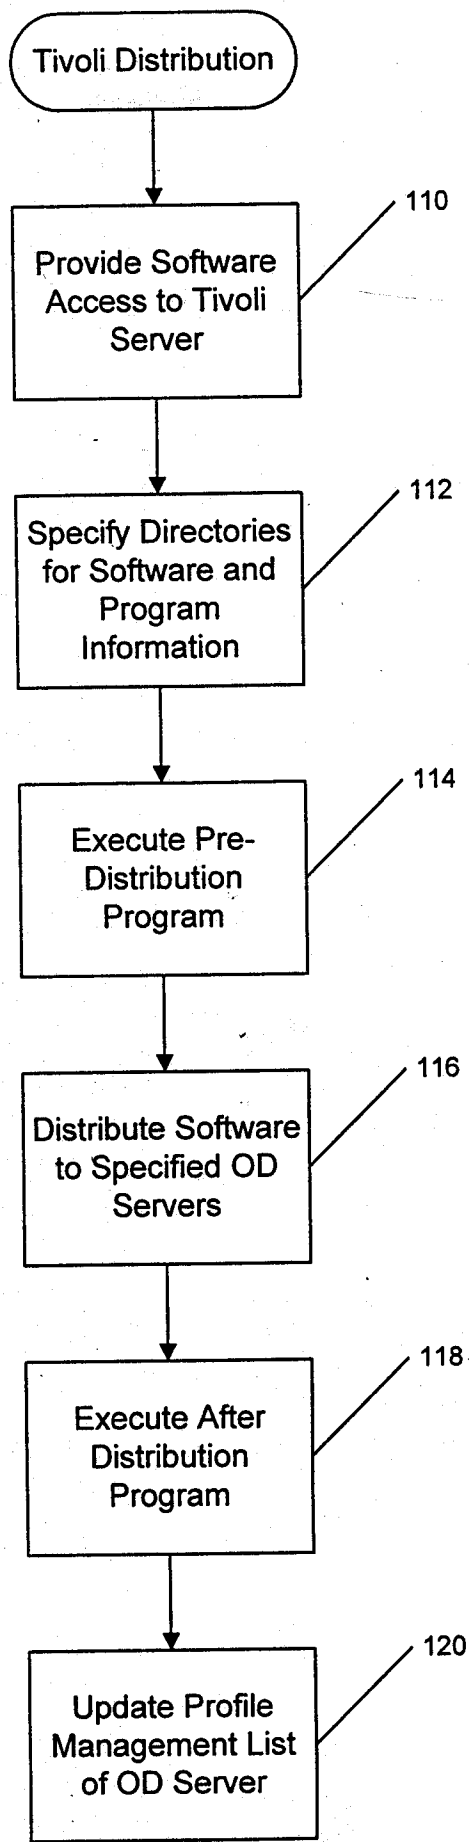 Tivoli Distribution
110
Provide Software
Access to Tivoli
Server
112
Specify Directories
for Software and
Program
Information
114
Execute Pre-
Distribution
Program
116
Distribute Software
to Specified OD
Servers
118
Execute After
Distribution
Program
120
Update Profile
Management List
of OD Server